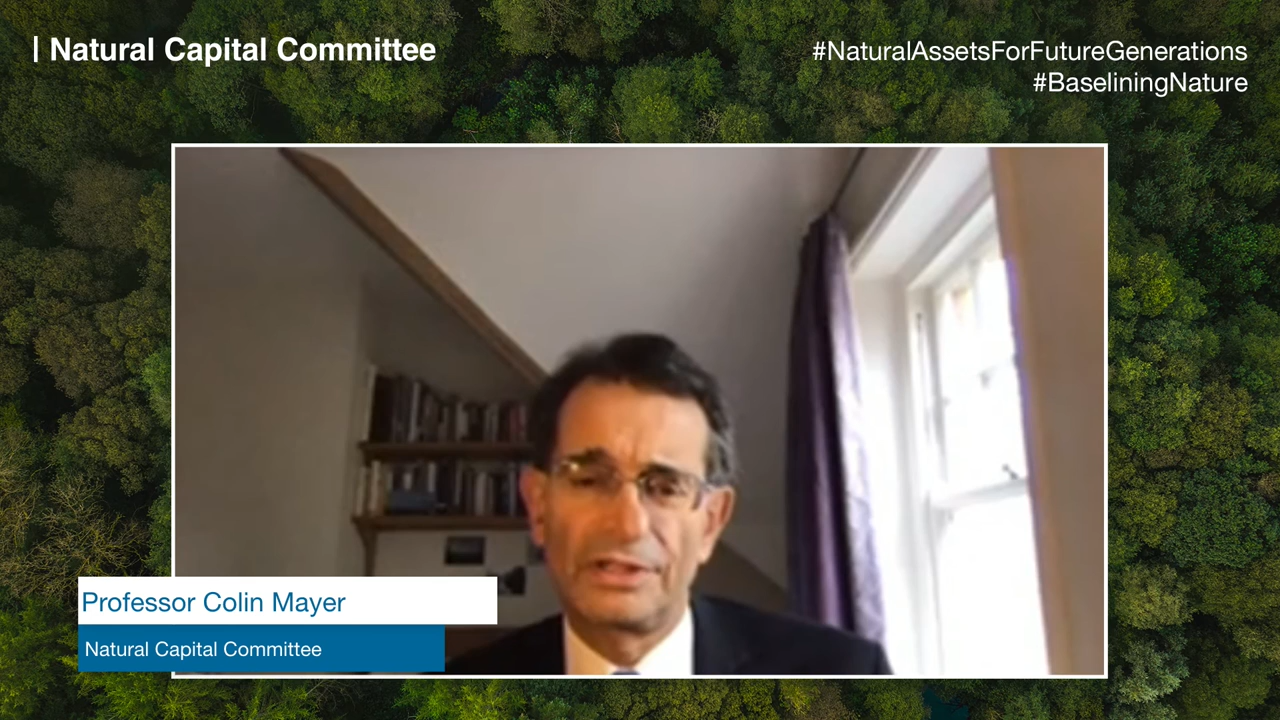 | Natural Capital Committee
#NaturalAssetsForFutureGenerations
#BaseliningNature
Professor Colin Mayer
Natural Capital Committee